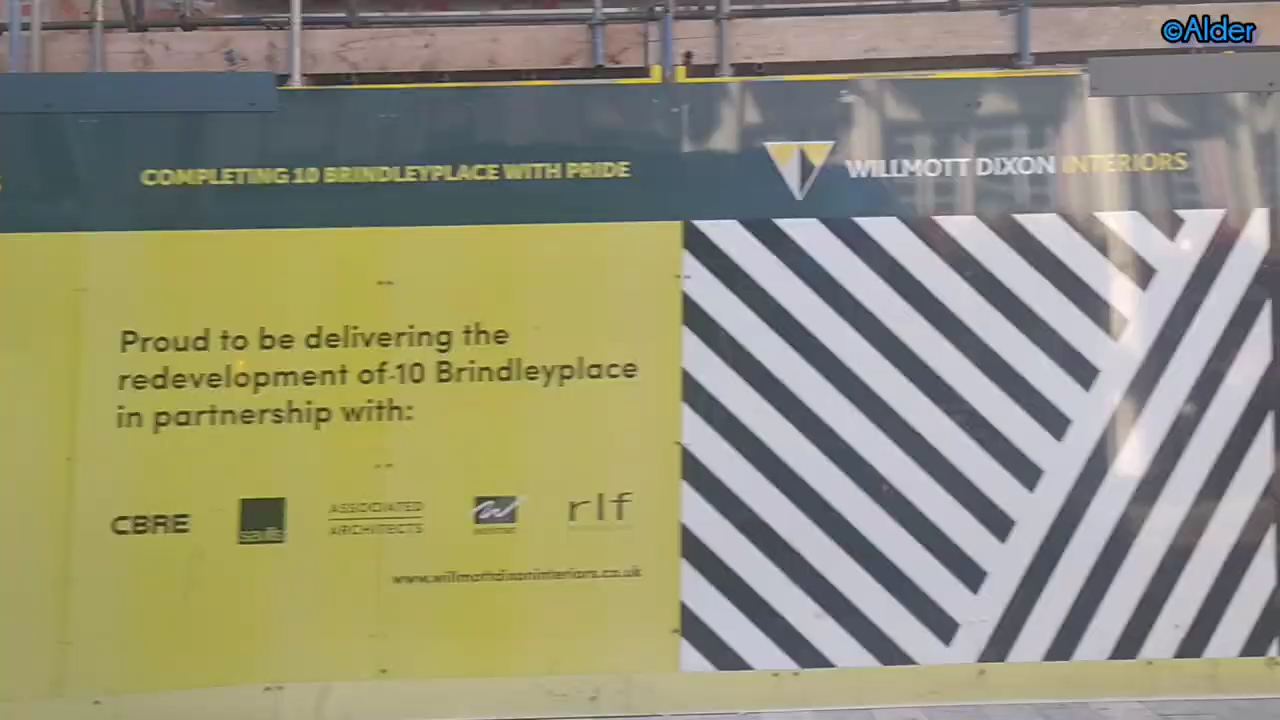 ©Alder
COMPLETING 10 BRINDLEYPLACE WITH PRIDE
WILLMOTT DIXON INTERIORS
Proud to be delivering the
redevelopment of 10 Brindleyplace
in partnership with:
CBRE
ASSOCIATED
ARCHITECTS
rlf
www.willmottdixoninteriors.co.uk